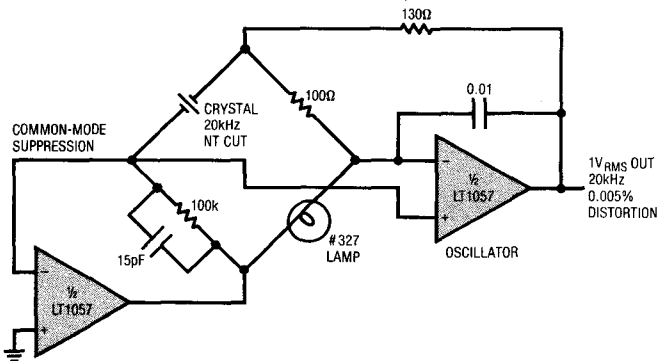 130Ω
100Ω
0.01
CRYSTAL
20kHz
NT CUT
COMMON-MODE
SUPPRESSION
−
½
LT1057
+
1VRMS OUT
20kHz
0.005%
DISTORTION
100k
15pF
#327
LAMP
OSCILLATOR
−
½
LT1057
+